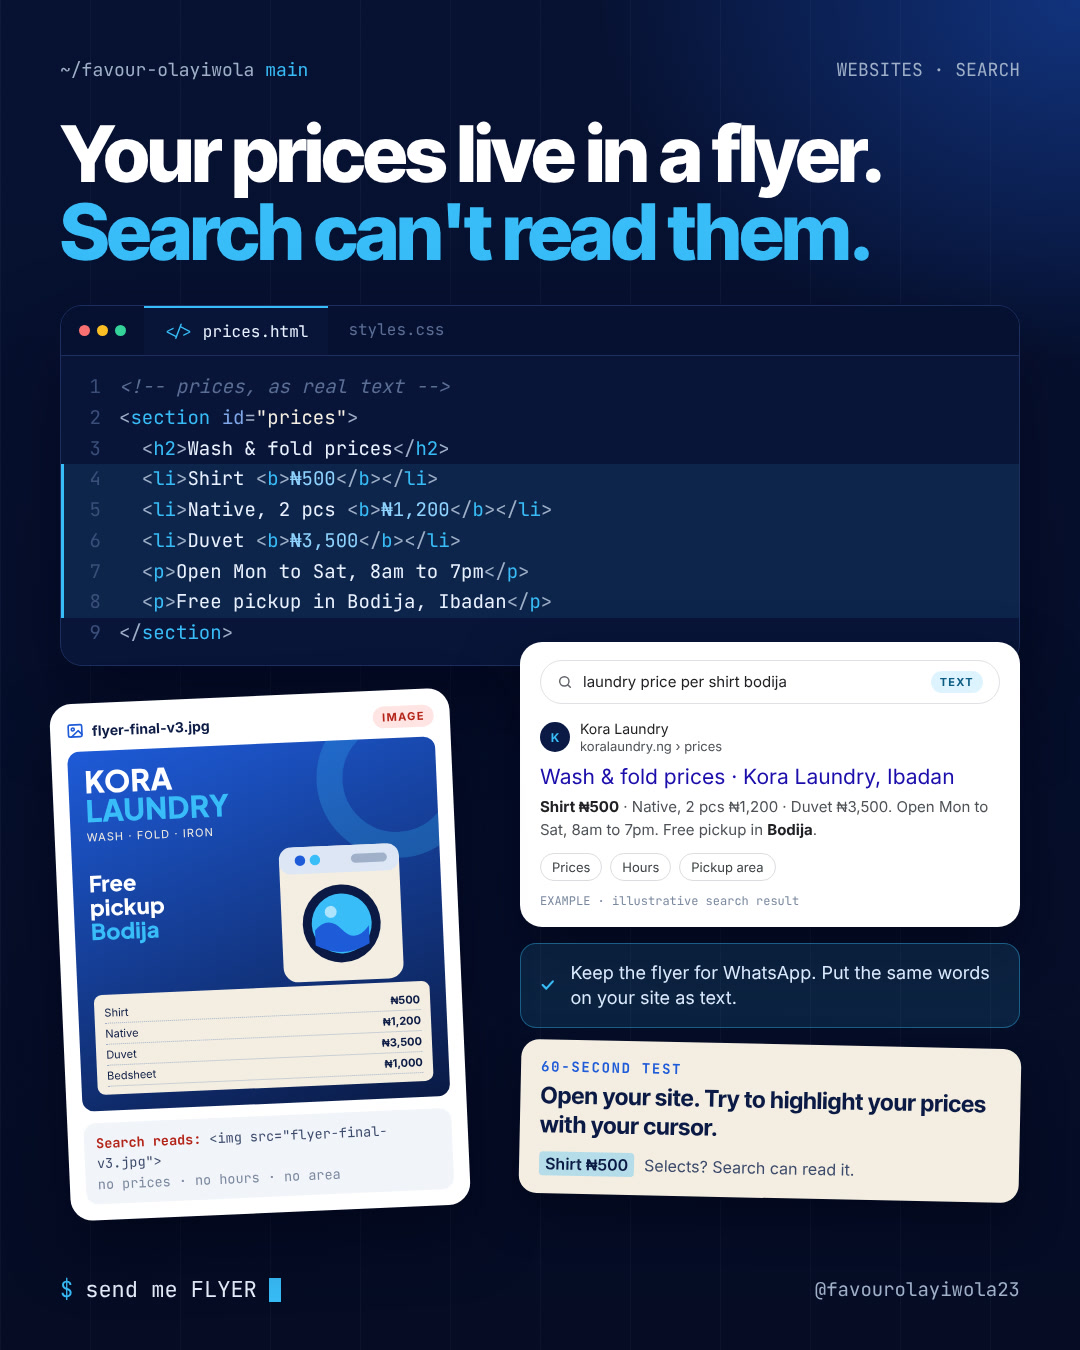 ~/favour-olayiwola main
WEBSITES · SEARCH
Your prices live in a flyer.
Search can't read them.
</> prices.html
styles.css
1 <!-- prices, as real text -->
2 <section id="prices">
3 <h2>Wash & fold prices</h2>
4 <li>Shirt <b>₦500</b></li>
5 <li>Native, 2 pcs <b>₦1,200</b></li>
6 <li>Duvet <b>₦3,500</b></li>
7 <p>Open Mon to Sat, 8am to 7pm</p>
8 <p>Free pickup in Bodija, Ibadan</p>
9 </section>
flyer-final-v3.jpg
IMAGE
KORA
LAUNDRY
WASH · FOLD · IRON
Free
pickup
Bodija
Shirt ₦500
Native ₦1,200
Duvet ₦3,500
Bedsheet ₦1,000
Search reads: <img src="flyer-final-
v3.jpg">
no prices · no hours · no area
laundry price per shirt bodija
TEXT
K
Kora Laundry
koralaundry.ng › prices
Wash & fold prices · Kora Laundry, Ibadan
Shirt ₦500 · Native, 2 pcs ₦1,200 · Duvet ₦3,500. Open Mon to
Sat, 8am to 7pm. Free pickup in Bodija.
Prices
Hours
Pickup area
EXAMPLE · illustrative search result
Keep the flyer for WhatsApp. Put the same words
on your site as text.
60-SECOND TEST
Open your site. Try to highlight your prices
with your cursor.
Shirt ₦500 Selects? Search can read it.
$ send me FLYER
@favourolayiwola23